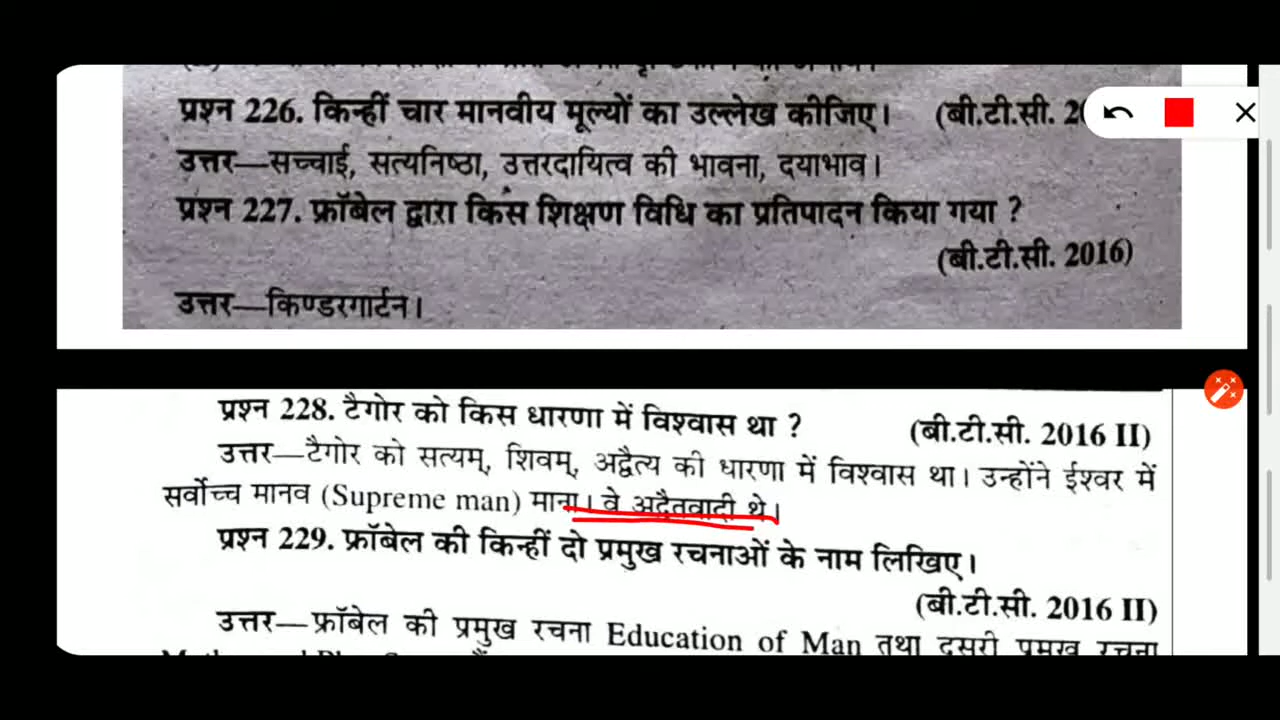 प्रश्न 226. किन्हीं चार मानवीय मूल्यों का उल्लेख कीजिए। (बी.टी.सी.
उत्तर—सच्चाई, सत्यनिष्ठा, उत्तरदायित्व की भावना, दयाभाव।
प्रश्न 227. फ्रॉबेल द्वारा किस शिक्षण विधि का प्रतिपादन किया गया ?
(बी.टी.सी. 2016)
उत्तर—किण्डरगार्टन।
प्रश्न 228. टैगोर को किस धारणा में विश्वास था ? (बी.टी.सी. 2016 II)
उत्तर—टैगोर को सत्यम्, शिवम्, अद्वैत्य की धारणा में विश्वास था। उन्होंने ईश्वर में
सर्वोच्च मानव (Supreme man) माना। वे अद्वैतवादी थे।
प्रश्न 229. फ्रॉबेल की किन्हीं दो प्रमुख रचनाओं के नाम लिखिए।
(बी.टी.सी. 2016 II)
उत्तर—फ्रॉबेल की प्रमुख रचना Education of Man तथा दूसरी प्रमुख रचना